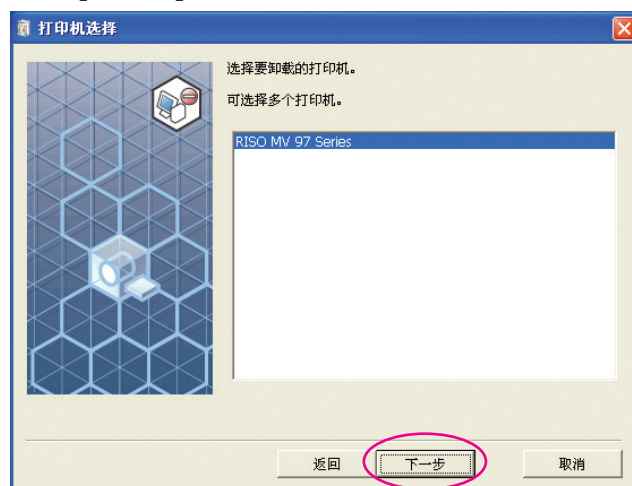 打印机选择
选择要卸载的打印机。
可选择多个打印机。
RISO MV 97 Series
返回
下一步
取消